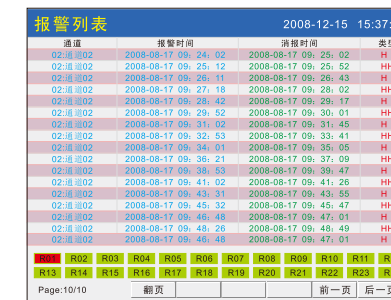 报警列表 2008-12-15 15:37:
通道 报警时间 消报时间
02:通道02 2008-08-17 09: 24: 02 2008-08-17 09: 25: 02 H
02:通道02 2008-08-17 09: 25: 12 2008-08-17 09: 25: 52 HH
02:通道02 2008-08-17 09: 26: 11 2008-08-17 09: 26: 43 H
02:通道02 2008-08-17 09: 27: 18 2008-08-17 09: 28: 02 HH
02:通道02 2008-08-17 09: 28: 42 2008-08-17 09: 29: 17 H
02:通道02 2008-08-17 09: 29: 52 2008-08-17 09: 30: 01 HH
02:通道02 2008-08-17 09: 31: 02 2008-08-17 09: 31: 45 H
02:通道02 2008-08-17 09: 32: 53 2008-08-17 09: 33: 41 HH
02:通道02 2008-08-17 09: 34: 01 2008-08-17 09: 35: 05 H
02:通道02 2008-08-17 09: 36: 21 2008-08-17 09: 37: 09 HH
02:通道02 2008-08-17 09: 38: 53 2008-08-17 09: 39: 47 H
02:通道02 2008-08-17 09: 41: 02 2008-08-17 09: 41: 26 HH
02:通道02 2008-08-17 09: 43: 31 2008-08-17 09: 43: 55 H
02:通道02 2008-08-17 09: 45: 32 2008-08-17 09: 45: 47 HH
02:通道02 2008-08-17 09: 46: 48 2008-08-17 09: 47: 01 H
02:通道02 2008-08-17 09: 48: 26 2008-08-17 09: 48: 49 HH
02:通道02 2008-08-17 09: 46: 48 2008-08-17 09: 47: 01 H
R01 R02 R03 R04 R05 R06 R07 R08 R09 R10 R11 R
R13 R14 R15 R16 R17 R18 R19 R20 R21 R22 R23 R
Page:10/10 翻页 前一页 后一